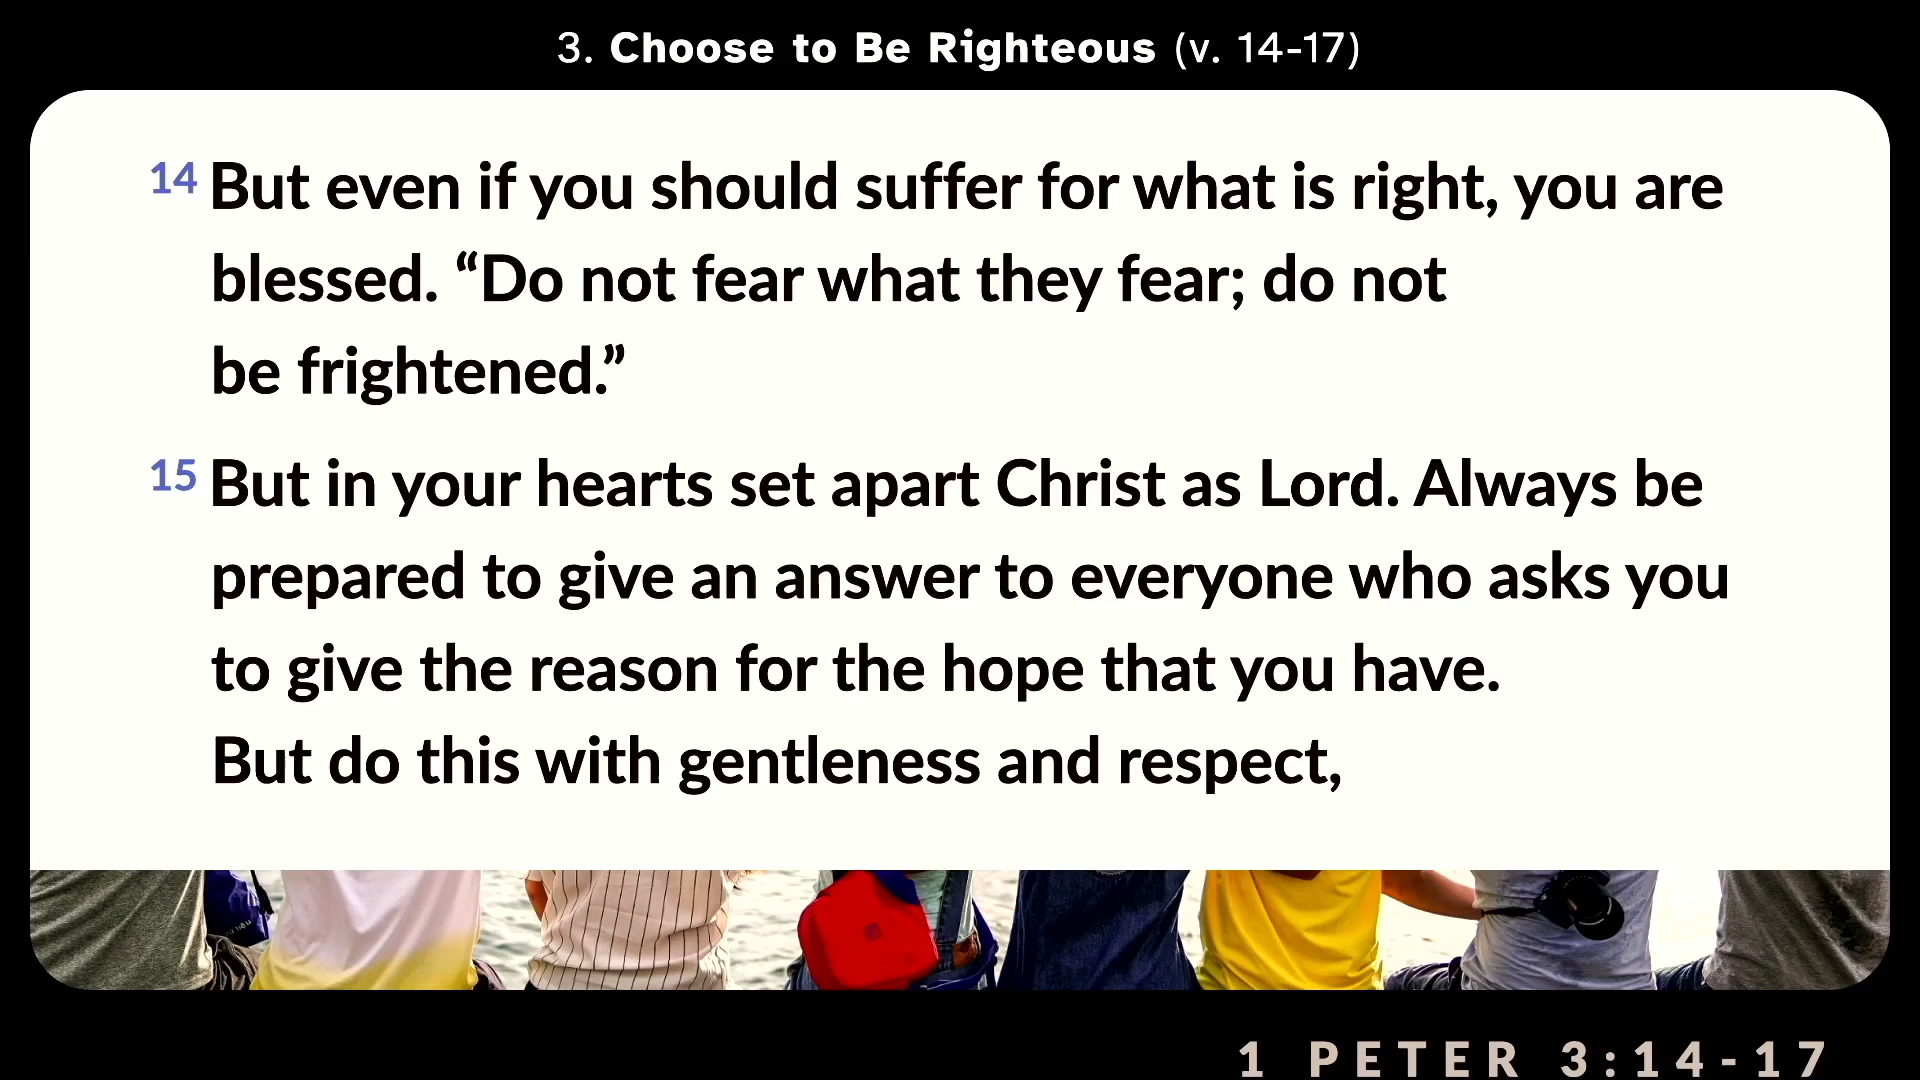 3. Choose to Be Righteous (v. 14-17)
14 But even if you should suffer for what is right, you are
blessed. “Do not fear what they fear; do not
be frightened.”
15 But in your hearts set apart Christ as Lord. Always be
prepared to give an answer to everyone who asks you
to give the reason for the hope that you have.
But do this with gentleness and respect,
1 PETER 3:14-17